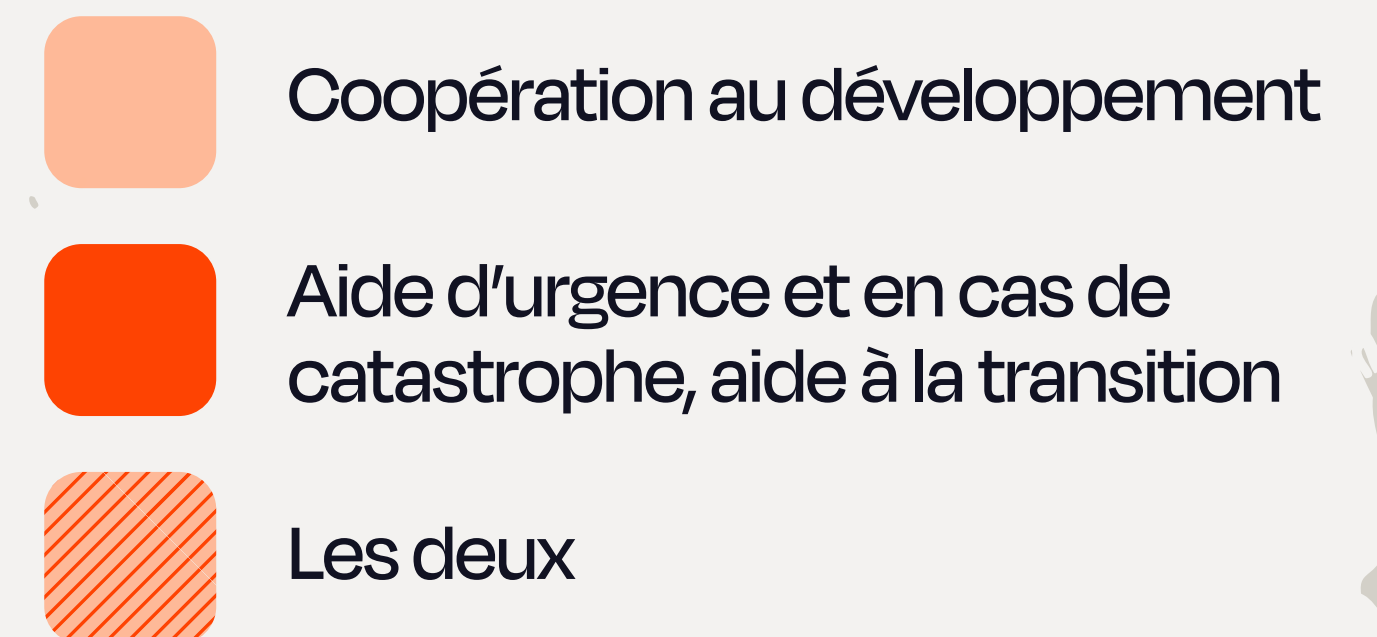 Coopération au développement
Aide d’urgence et en cas de
catastrophe, aide à la transition
Les deux